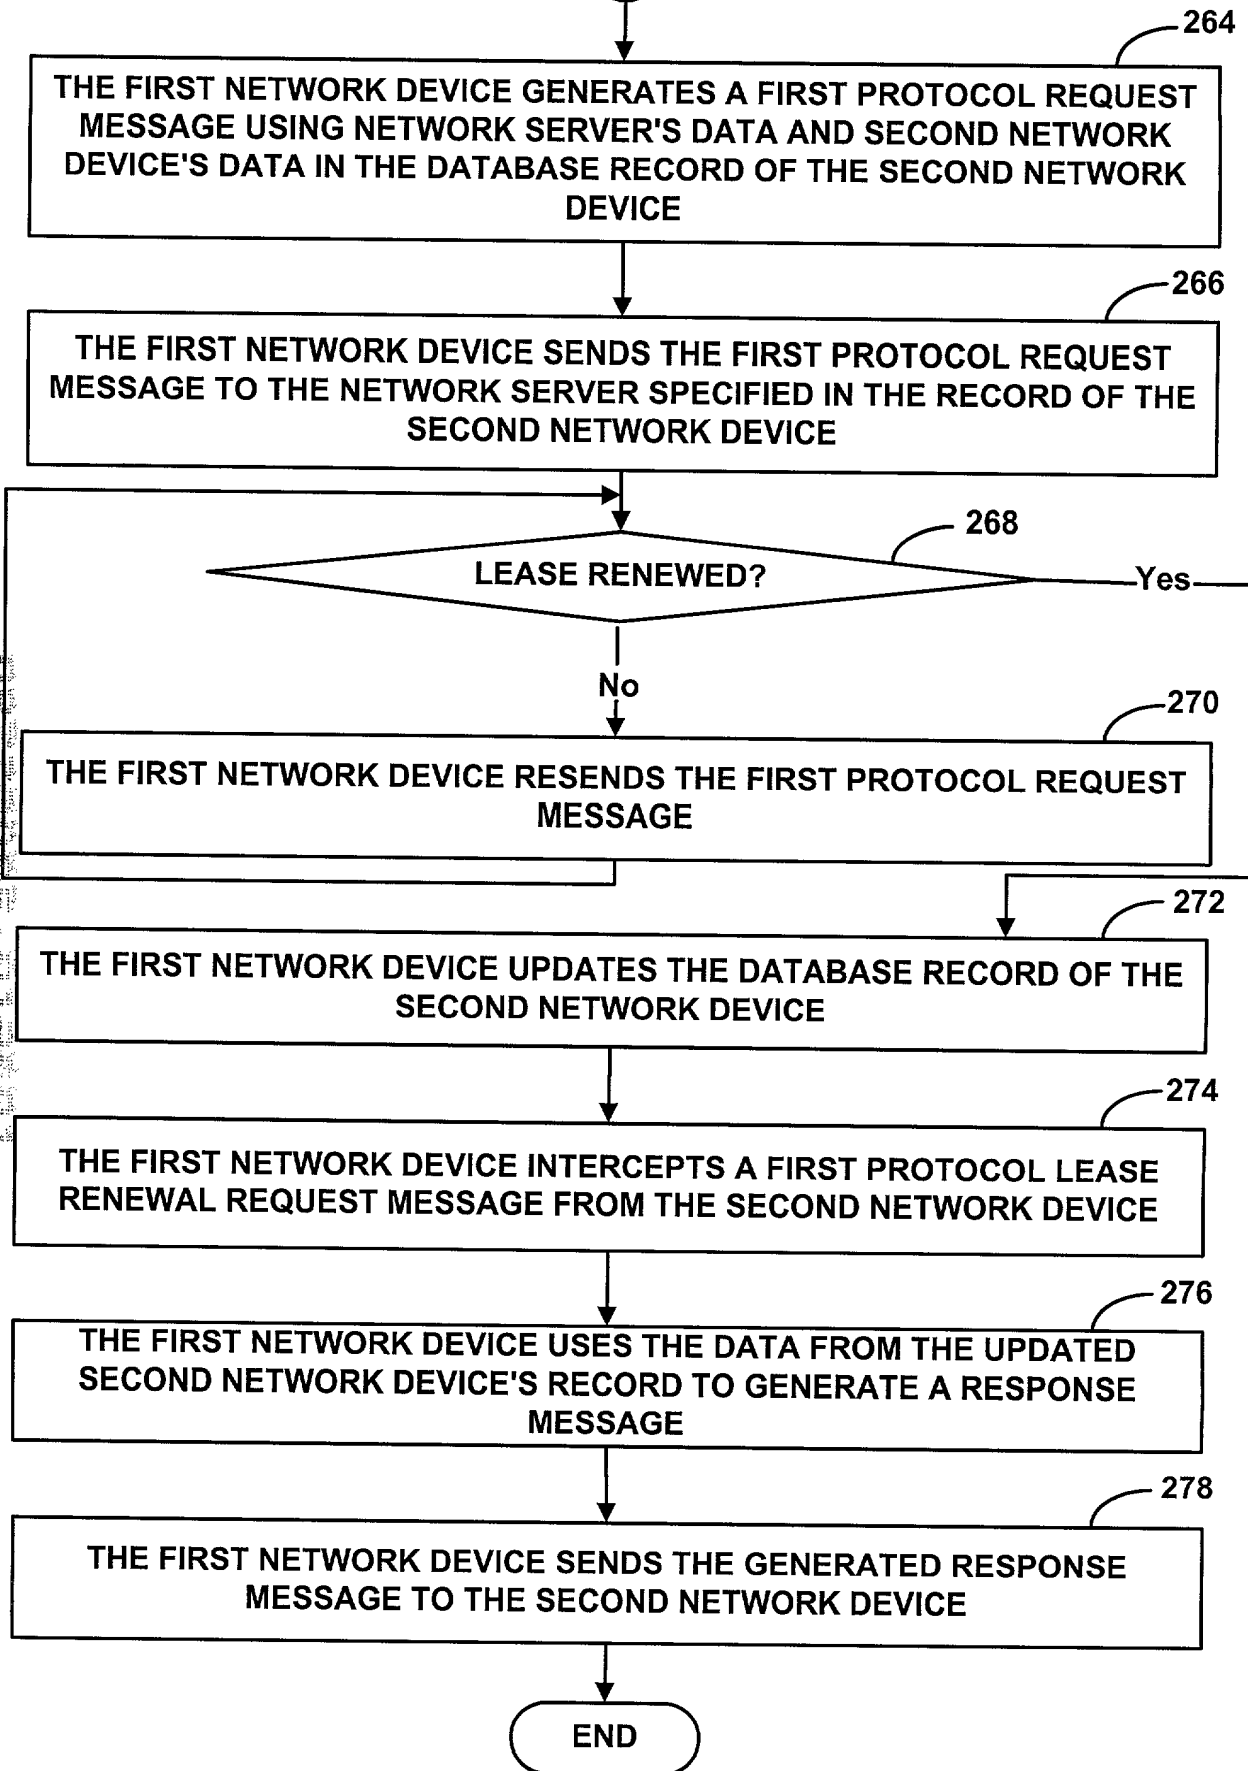 264
THE FIRST NETWORK DEVICE GENERATES A FIRST PROTOCOL REQUEST
MESSAGE USING NETWORK SERVER'S DATA AND SECOND NETWORK
DEVICE'S DATA IN THE DATABASE RECORD OF THE SECOND NETWORK
DEVICE
266
THE FIRST NETWORK DEVICE SENDS THE FIRST PROTOCOL REQUEST
MESSAGE TO THE NETWORK SERVER SPECIFIED IN THE RECORD OF THE
SECOND NETWORK DEVICE
268
LEASE RENEWED?
Yes
No
270
THE FIRST NETWORK DEVICE RESENDS THE FIRST PROTOCOL REQUEST
MESSAGE
272
THE FIRST NETWORK DEVICE UPDATES THE DATABASE RECORD OF THE
SECOND NETWORK DEVICE
274
THE FIRST NETWORK DEVICE INTERCEPTS A FIRST PROTOCOL LEASE
RENEWAL REQUEST MESSAGE FROM THE SECOND NETWORK DEVICE
276
THE FIRST NETWORK DEVICE USES THE DATA FROM THE UPDATED
SECOND NETWORK DEVICE'S RECORD TO GENERATE A RESPONSE
MESSAGE
278
THE FIRST NETWORK DEVICE SENDS THE GENERATED RESPONSE
MESSAGE TO THE SECOND NETWORK DEVICE
END